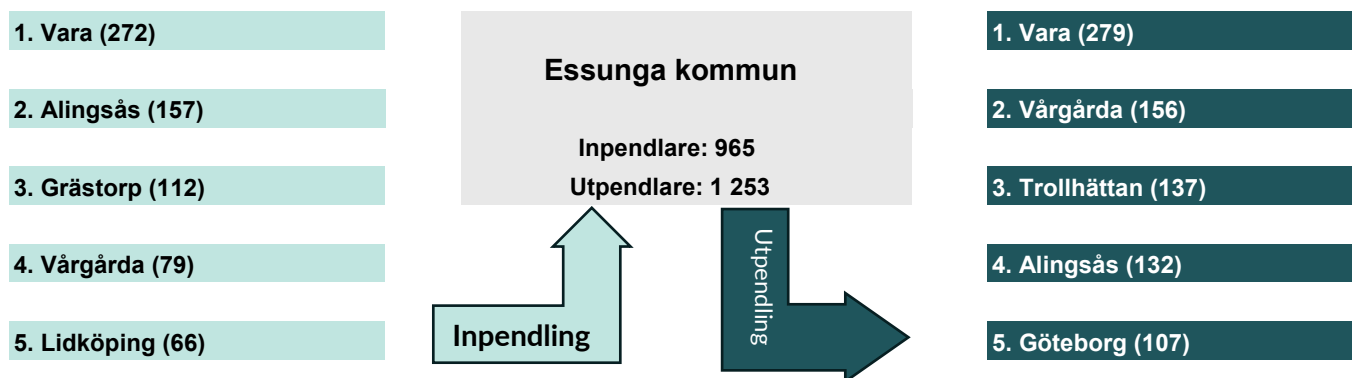 1. Vara (272)
2. Alingsås (157)
3. Grästorp (112)
4. Vårgårda (79)
5. Lidköping (66)
Essunga kommun
Inpendlare: 965
Utpendlare: 1 253
Inpendling
Utpendling
1. Vara (279)
2. Vårgårda (156)
3. Trollhättan (137)
4. Alingsås (132)
5. Göteborg (107)